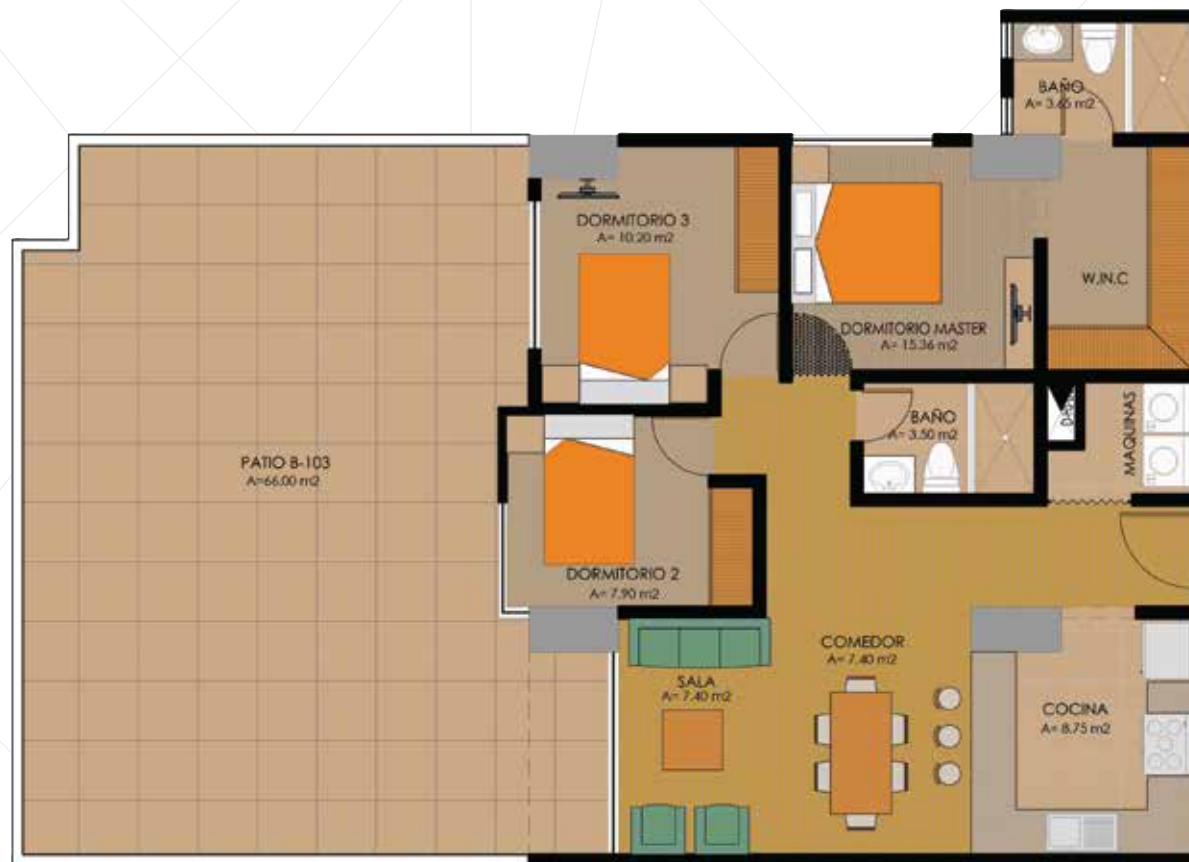 BAÑO
A= 3.65 m2
DORMITORIO 3
A= 10.20 m2
W.IN.C
DORMITORIO MASTER
A= 15.36 m2
BAÑO
A= 3.50 m2
MAQUINAS
PATIO B-103
A=66.00 m2
DORMITORIO 2
A= 7.90 m2
COMEDOR
A= 7.40 m2
SALA
A= 7.40 m2
COCINA
A= 8.75 m2